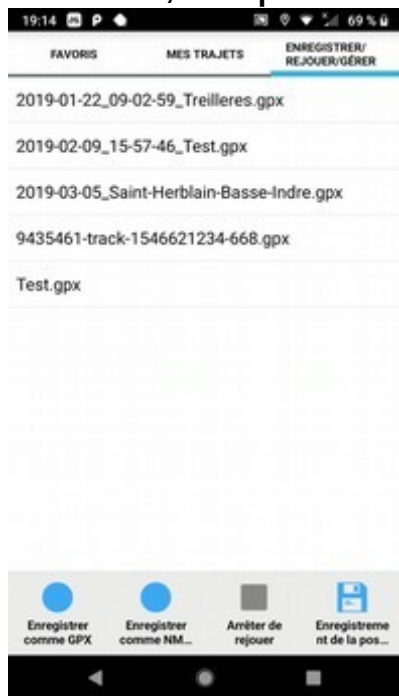 19:14 P 69 % 
FAVORIS
MES TRAJETS
ENREGISTRER/
REJOUER/GÉRER
2019-01-22_09-02-59_Treilleres.gpx
2019-02-09_15-57-46_Test.gpx
2019-03-05_Saint-Herblain-Basse-Indre.gpx
9435461-track-1546621234-668.gpx
Test.gpx
Enregistrer
comme GPX
Enregistrer
comme NM...
Arrêter de
rejouer
Enregistreme
nt de la pos...